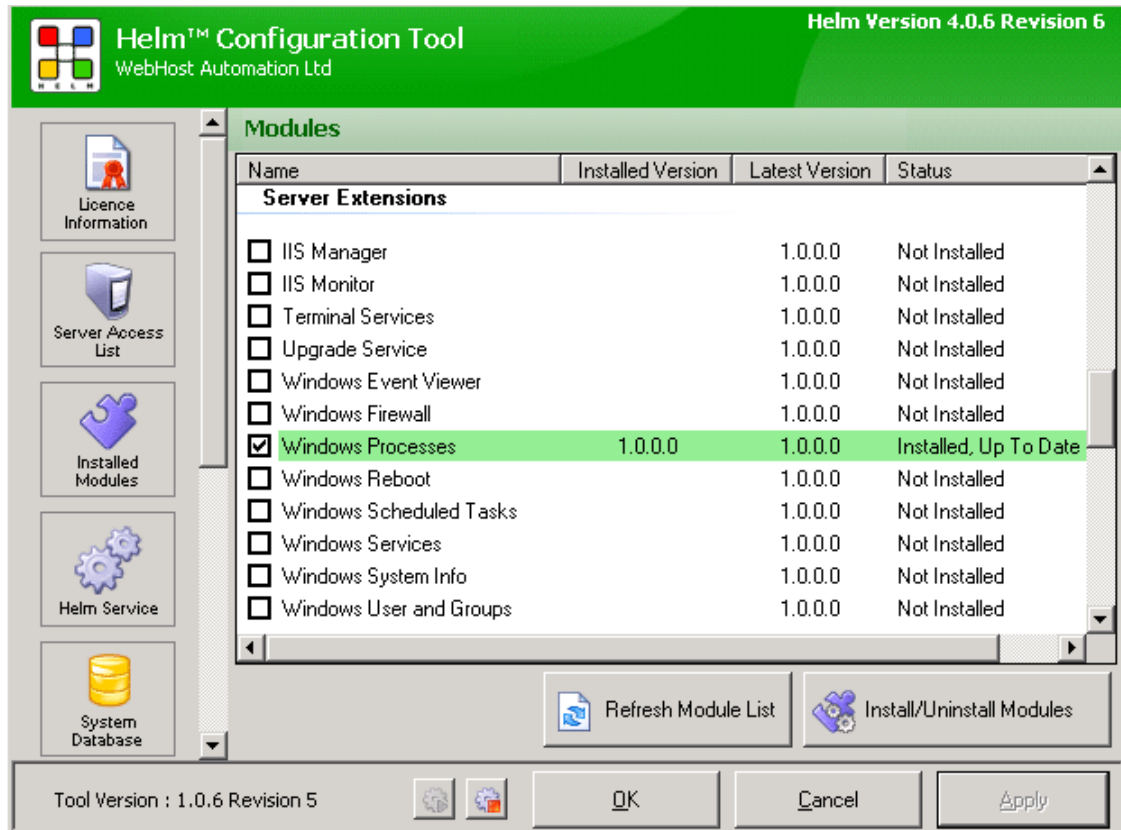 Helm™ Configuration Tool
WebHost Automation Ltd
Helm Version 4.0.6 Revision 6
HELM
Licence
Information
Server Access
List
Installed
Modules
Helm Service
System
Database
Modules
Name Installed Version Latest Version Status
Server Extensions
IIS Manager 1.0.0.0 Not Installed
IIS Monitor 1.0.0.0 Not Installed
Terminal Services 1.0.0.0 Not Installed
Upgrade Service 1.0.0.0 Not Installed
Windows Event Viewer 1.0.0.0 Not Installed
Windows Firewall 1.0.0.0 Not Installed
Windows Processes 1.0.0.0 1.0.0.0 Installed, Up To Date
Windows Reboot 1.0.0.0 Not Installed
Windows Scheduled Tasks 1.0.0.0 Not Installed
Windows Services 1.0.0.0 Not Installed
Windows System Info 1.0.0.0 Not Installed
Windows User and Groups 1.0.0.0 Not Installed
Refresh Module List Install/Uninstall Modules
Tool Version : 1.0.6 Revision 5 OK Cancel Apply